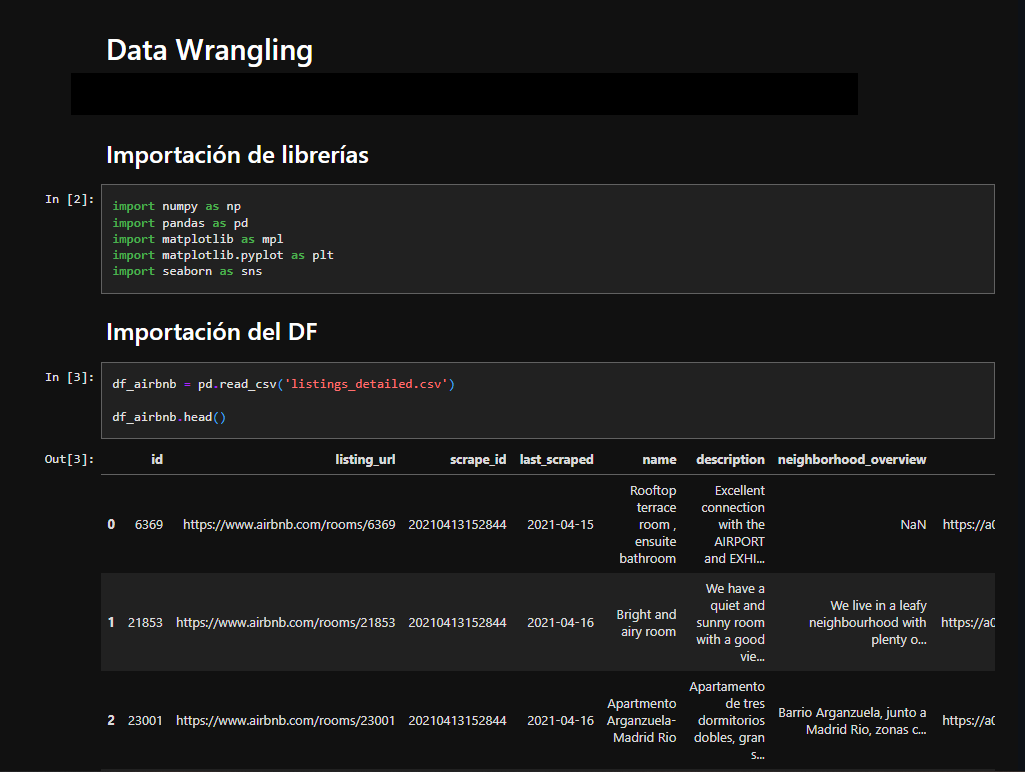 Data Wrangling
Importación de librerías
In [2]:
import numpy as np
import pandas as pd
import matplotlib as mpl
import matplotlib.pyplot as plt
import seaborn as sns
Importación del DF
In [3]:
df_airbnb = pd.read_csv('listings_detailed.csv')
df_airbnb.head()
Out[3]:
id listing_url scrape_id last_scraped name description neighborhood_overview
0 6369 https://www.airbnb.com/rooms/6369 20210413152844 2021-04-15 Rooftop terrace room , ensuite bathroom Excellent connection with the AIRPORT and EXHI... NaN https://a0
1 21853 https://www.airbnb.com/rooms/21853 20210413152844 2021-04-16 Bright and airy room We have a quiet and sunny room with a good vie... We live in a leafy neighbourhood with plenty o... https://a0
2 23001 https://www.airbnb.com/rooms/23001 20210413152844 2021-04-16 Apartmento Arganzuela- Madrid Rio Apartamento de tres dormitorios dobles, gran s... Barrio Arganzuela, junto a Madrid Rio, zonas c... https://a0